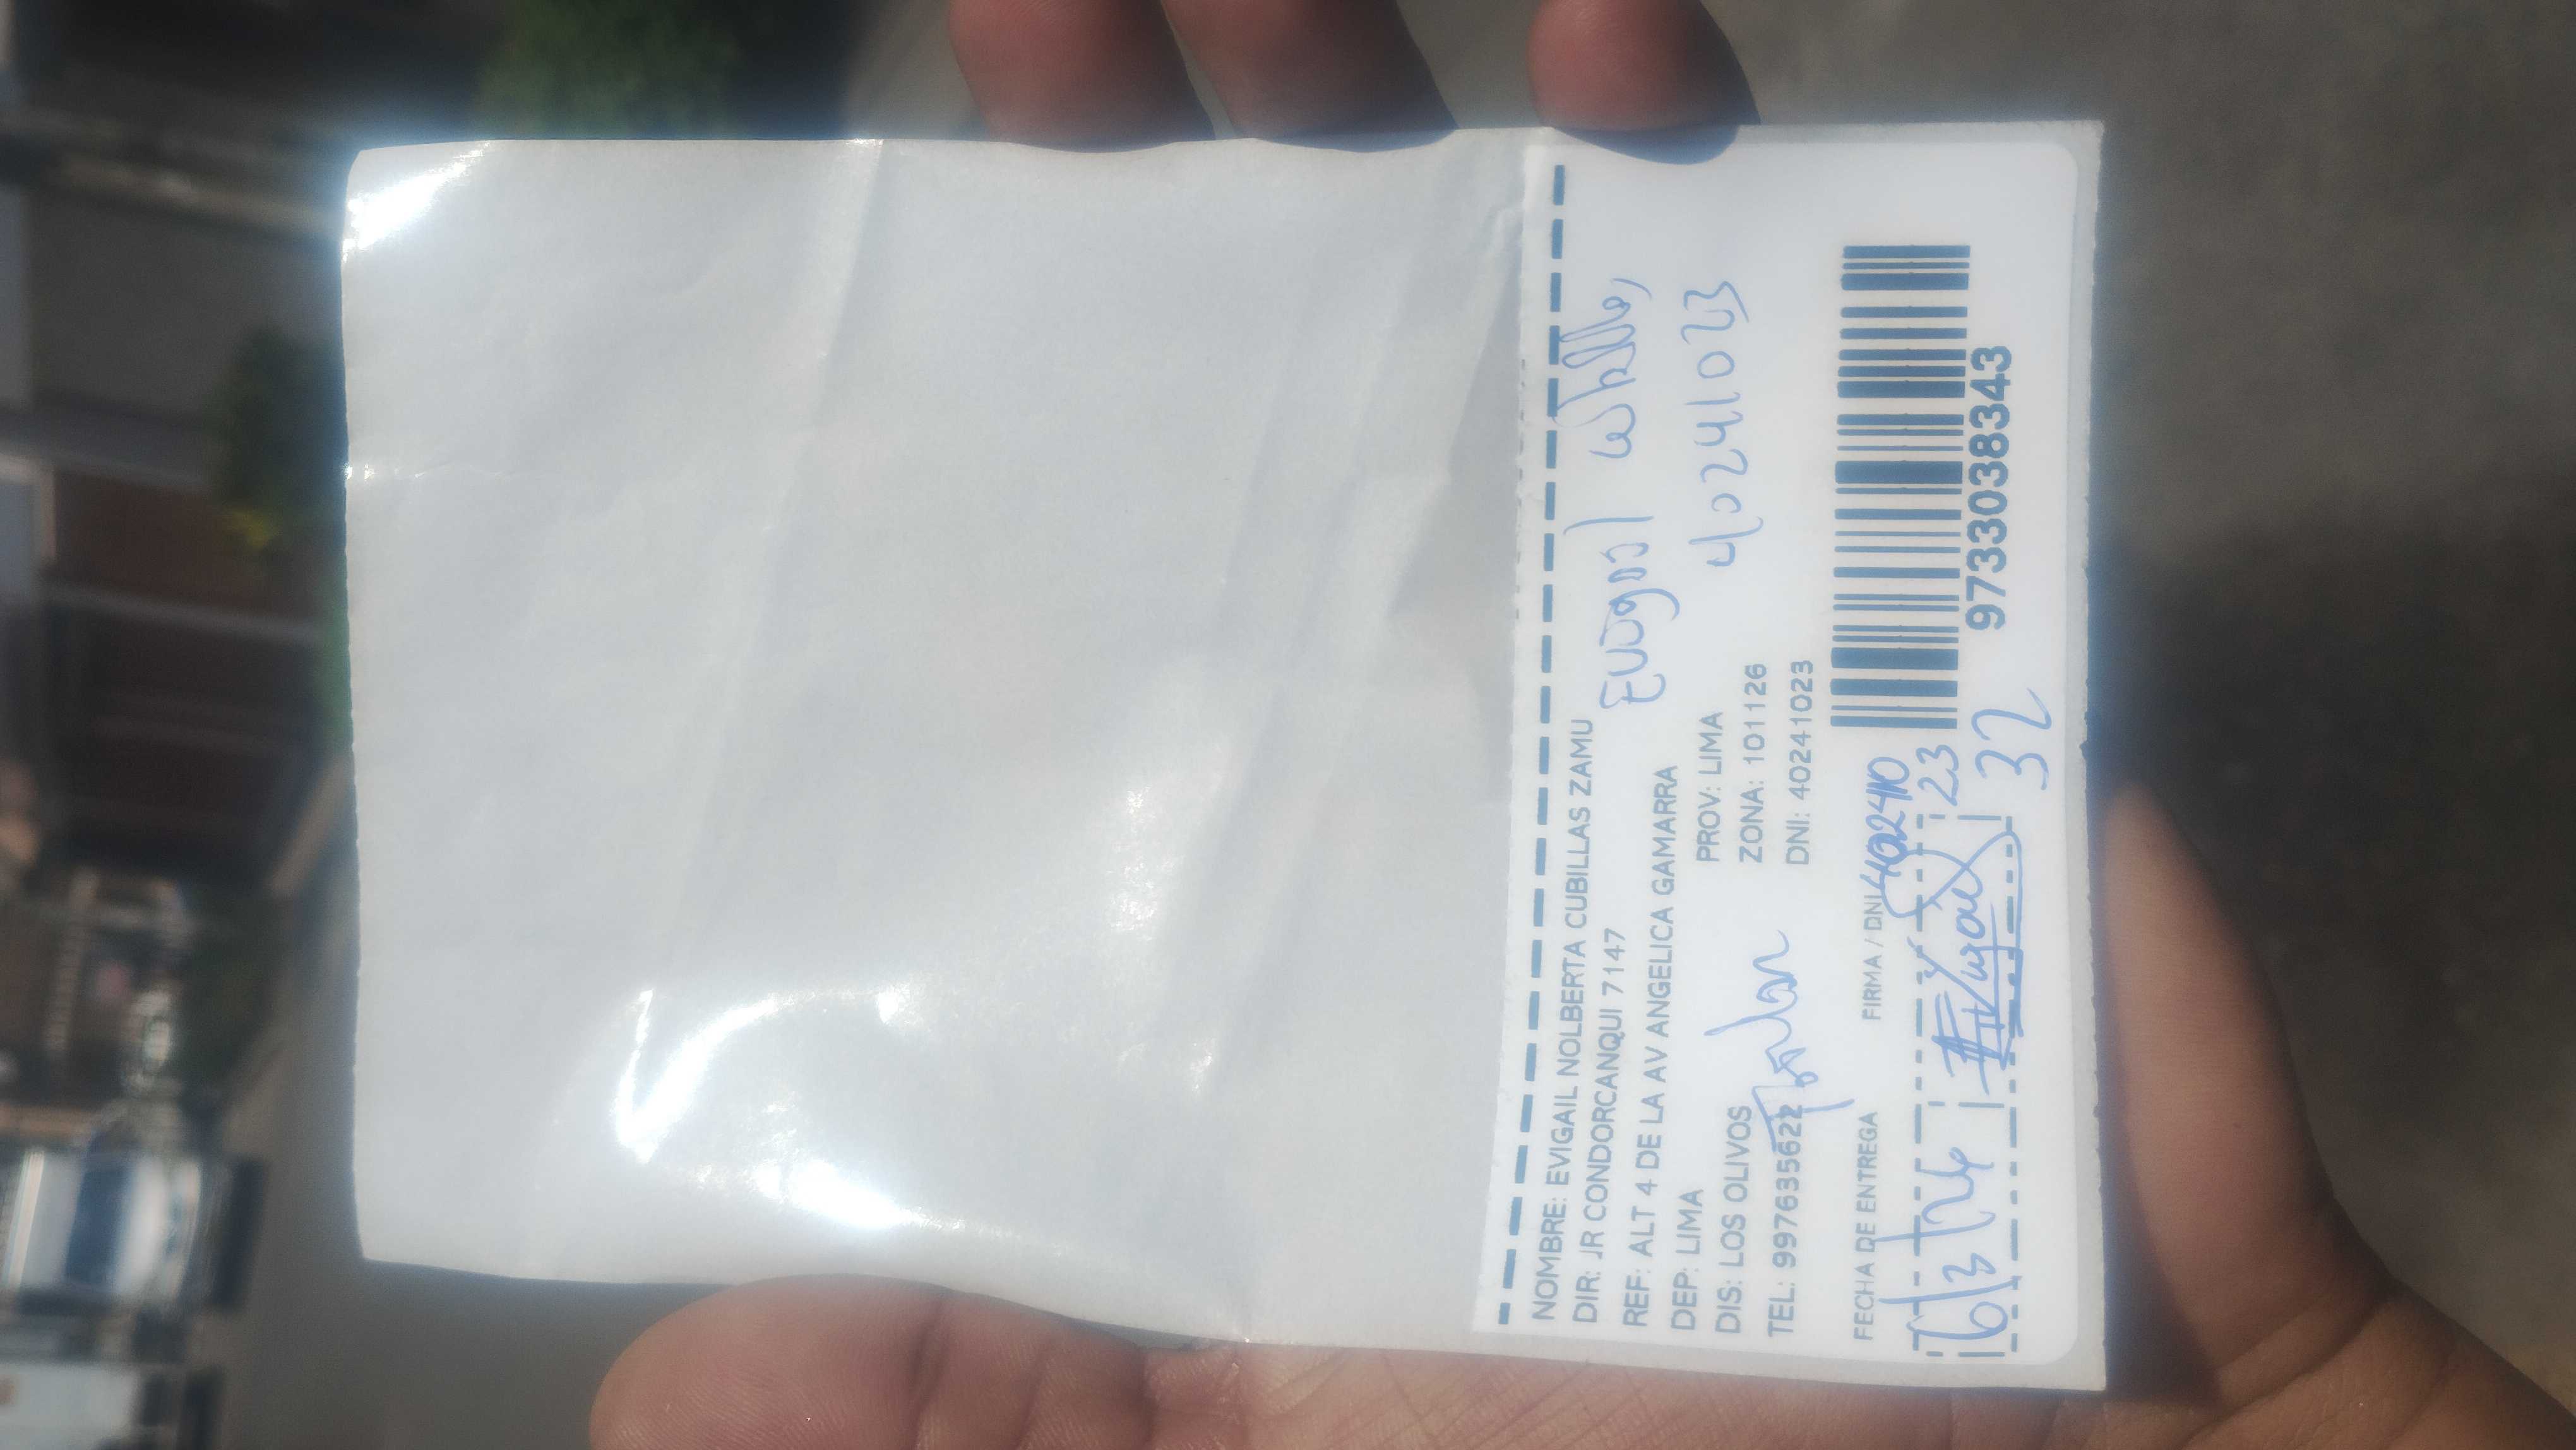 NOMBRE: EVIGAIL NOLBERTA CUBILLAS ZAMU
DIR: JR CONDORCANQUI 7147
REF: ALT 4 DE LA AV ANGELICA GAMARRA
DEP: LIMA PROV: LIMA
DIS: LOS OLIVOS ZONA: 101126
TEL: 997635622 DNI: 40241023
40241023
FECHA DE ENTREGA FIRMA / DNI
402410
23
9733038343
32